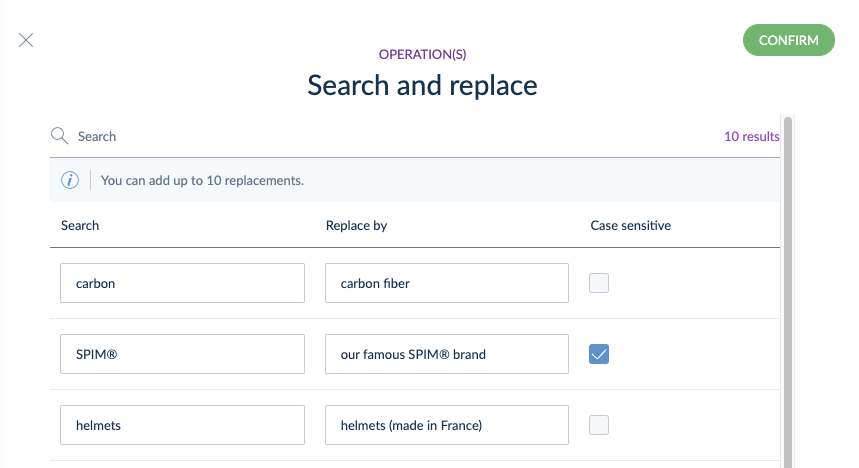 CONFIRM
OPERATION(S)
Search and replace
Search
10 results
You can add up to 10 replacements.
Search Replace by Case sensitive
carbon carbon fiber
SPIM® our famous SPIM® brand
helmets helmets (made in France)